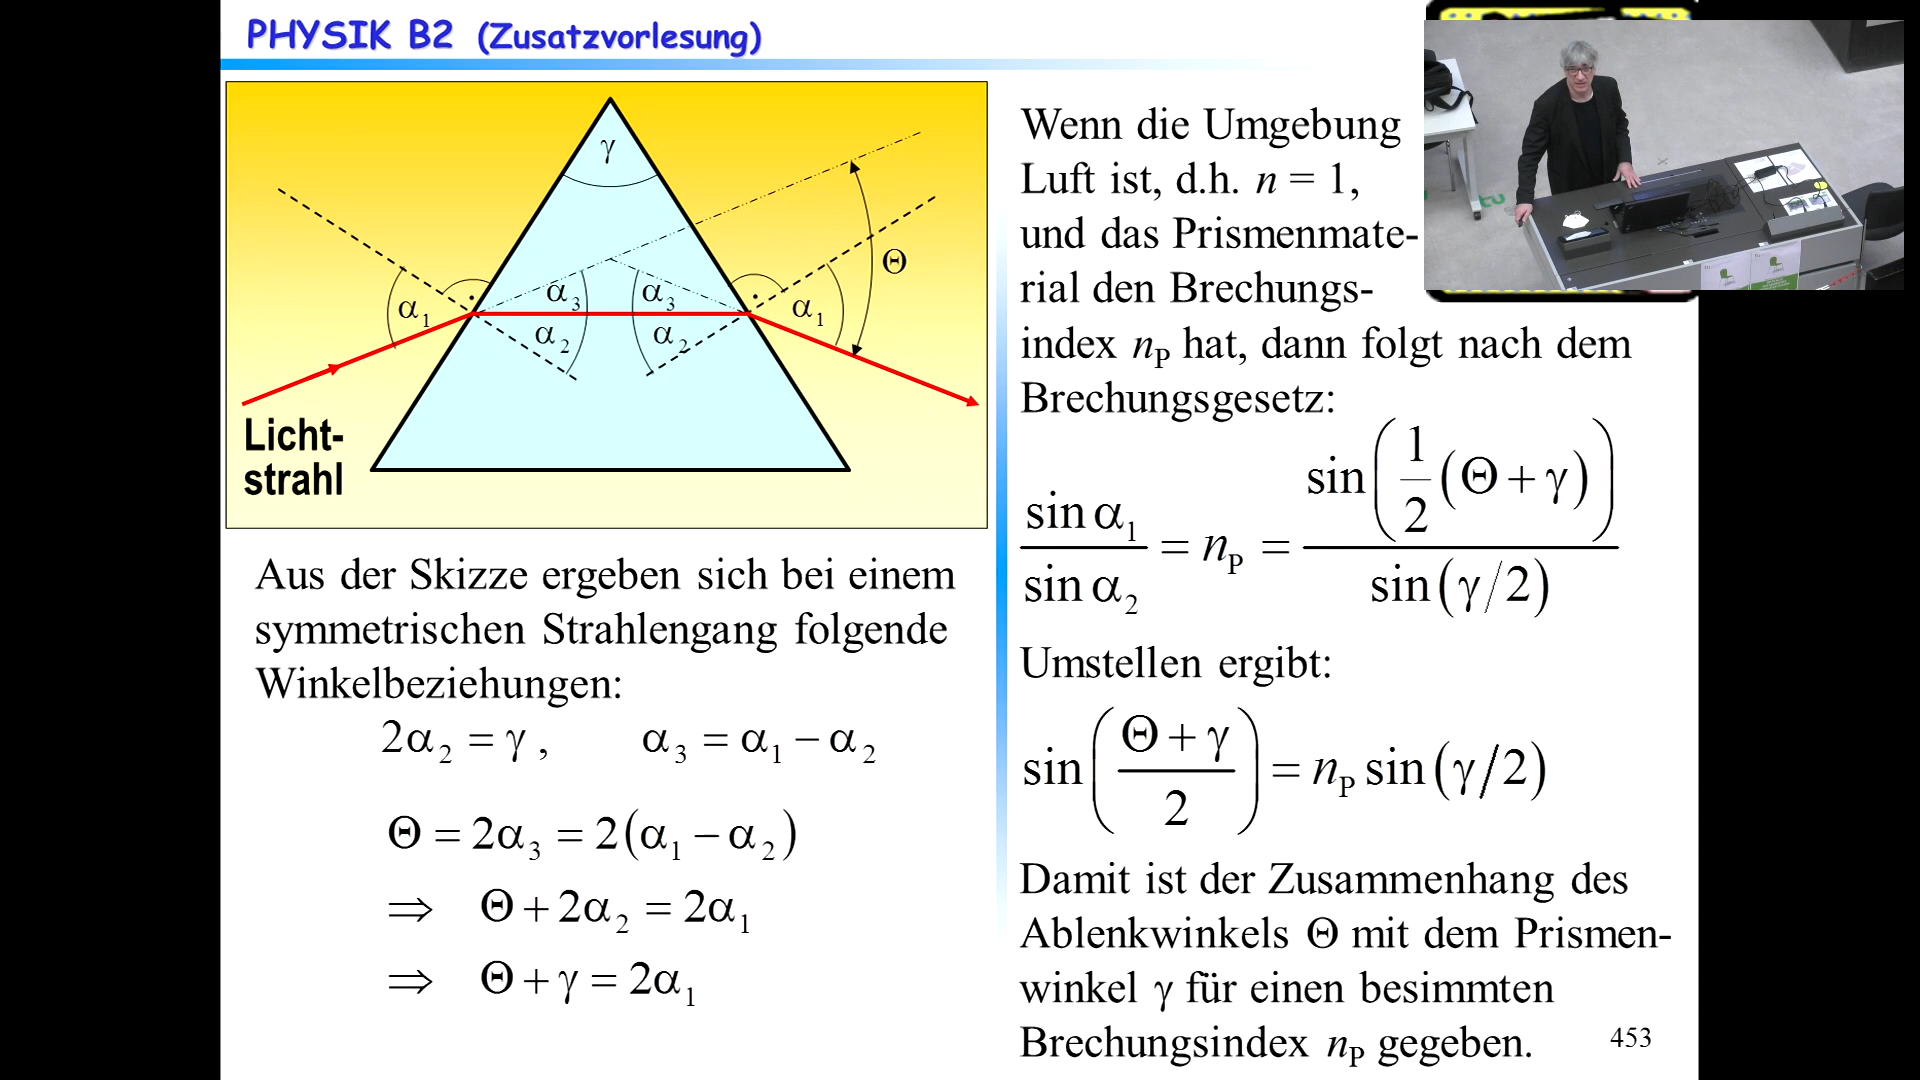 PHYSIK B2 (Zusatzvorlesung)
γ
Θ
α₁
α₃
α₃
α₁
α₂
α₂
Licht-
strahl
Aus der Skizze ergeben sich bei einem
symmetrischen Strahlengang folgende
Winkelbeziehungen:
2α₂ = γ , α₃ = α₁ − α₂
Θ = 2α₃ = 2(α₁ − α₂)
⇒ Θ + 2α₂ = 2α₁
⇒ Θ + γ = 2α₁
Wenn die Umgebung
Luft ist, d.h. n = 1,
und das Prismenmate-
rial den Brechungs-
index nP hat, dann folgt nach dem
Brechungsgesetz:
sin α₁ / sin α₂ = nP = sin(1/2 (Θ + γ)) / sin(γ/2)
Umstellen ergibt:
sin((Θ + γ)/2) = nP sin(γ/2)
Damit ist der Zusammenhang des
Ablenkwinkels Θ mit dem Prismen-
winkel γ für einen besimmten
Brechungsindex nP gegeben.
453